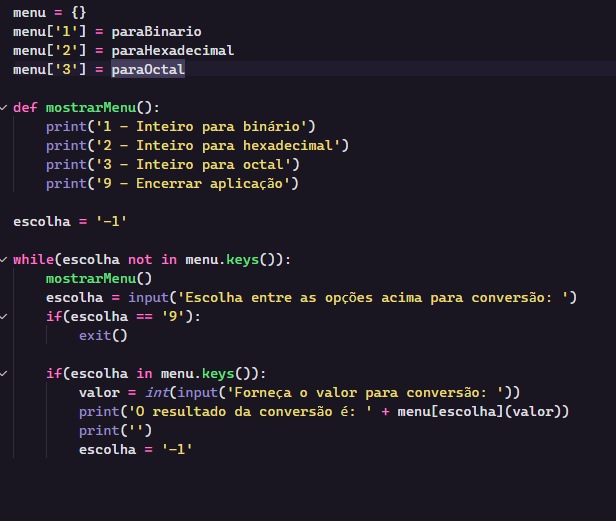 menu = {}
menu['1'] = paraBinario
menu['2'] = paraHexadecimal
menu['3'] = paraOctal
def mostrarMenu():
print('1 - Inteiro para binário')
print('2 - Inteiro para hexadecimal')
print('3 - Inteiro para octal')
print('9 - Encerrar aplicação')
escolha = '-1'
while(escolha not in menu.keys()):
mostrarMenu()
escolha = input('Escolha entre as opções acima para conversão: ')
if(escolha == '9'):
exit()
if(escolha in menu.keys()):
valor = int(input('Forneça o valor para conversão: '))
print('O resultado da conversão é: ' + menu[escolha](valor))
print('')
escolha = '-1'